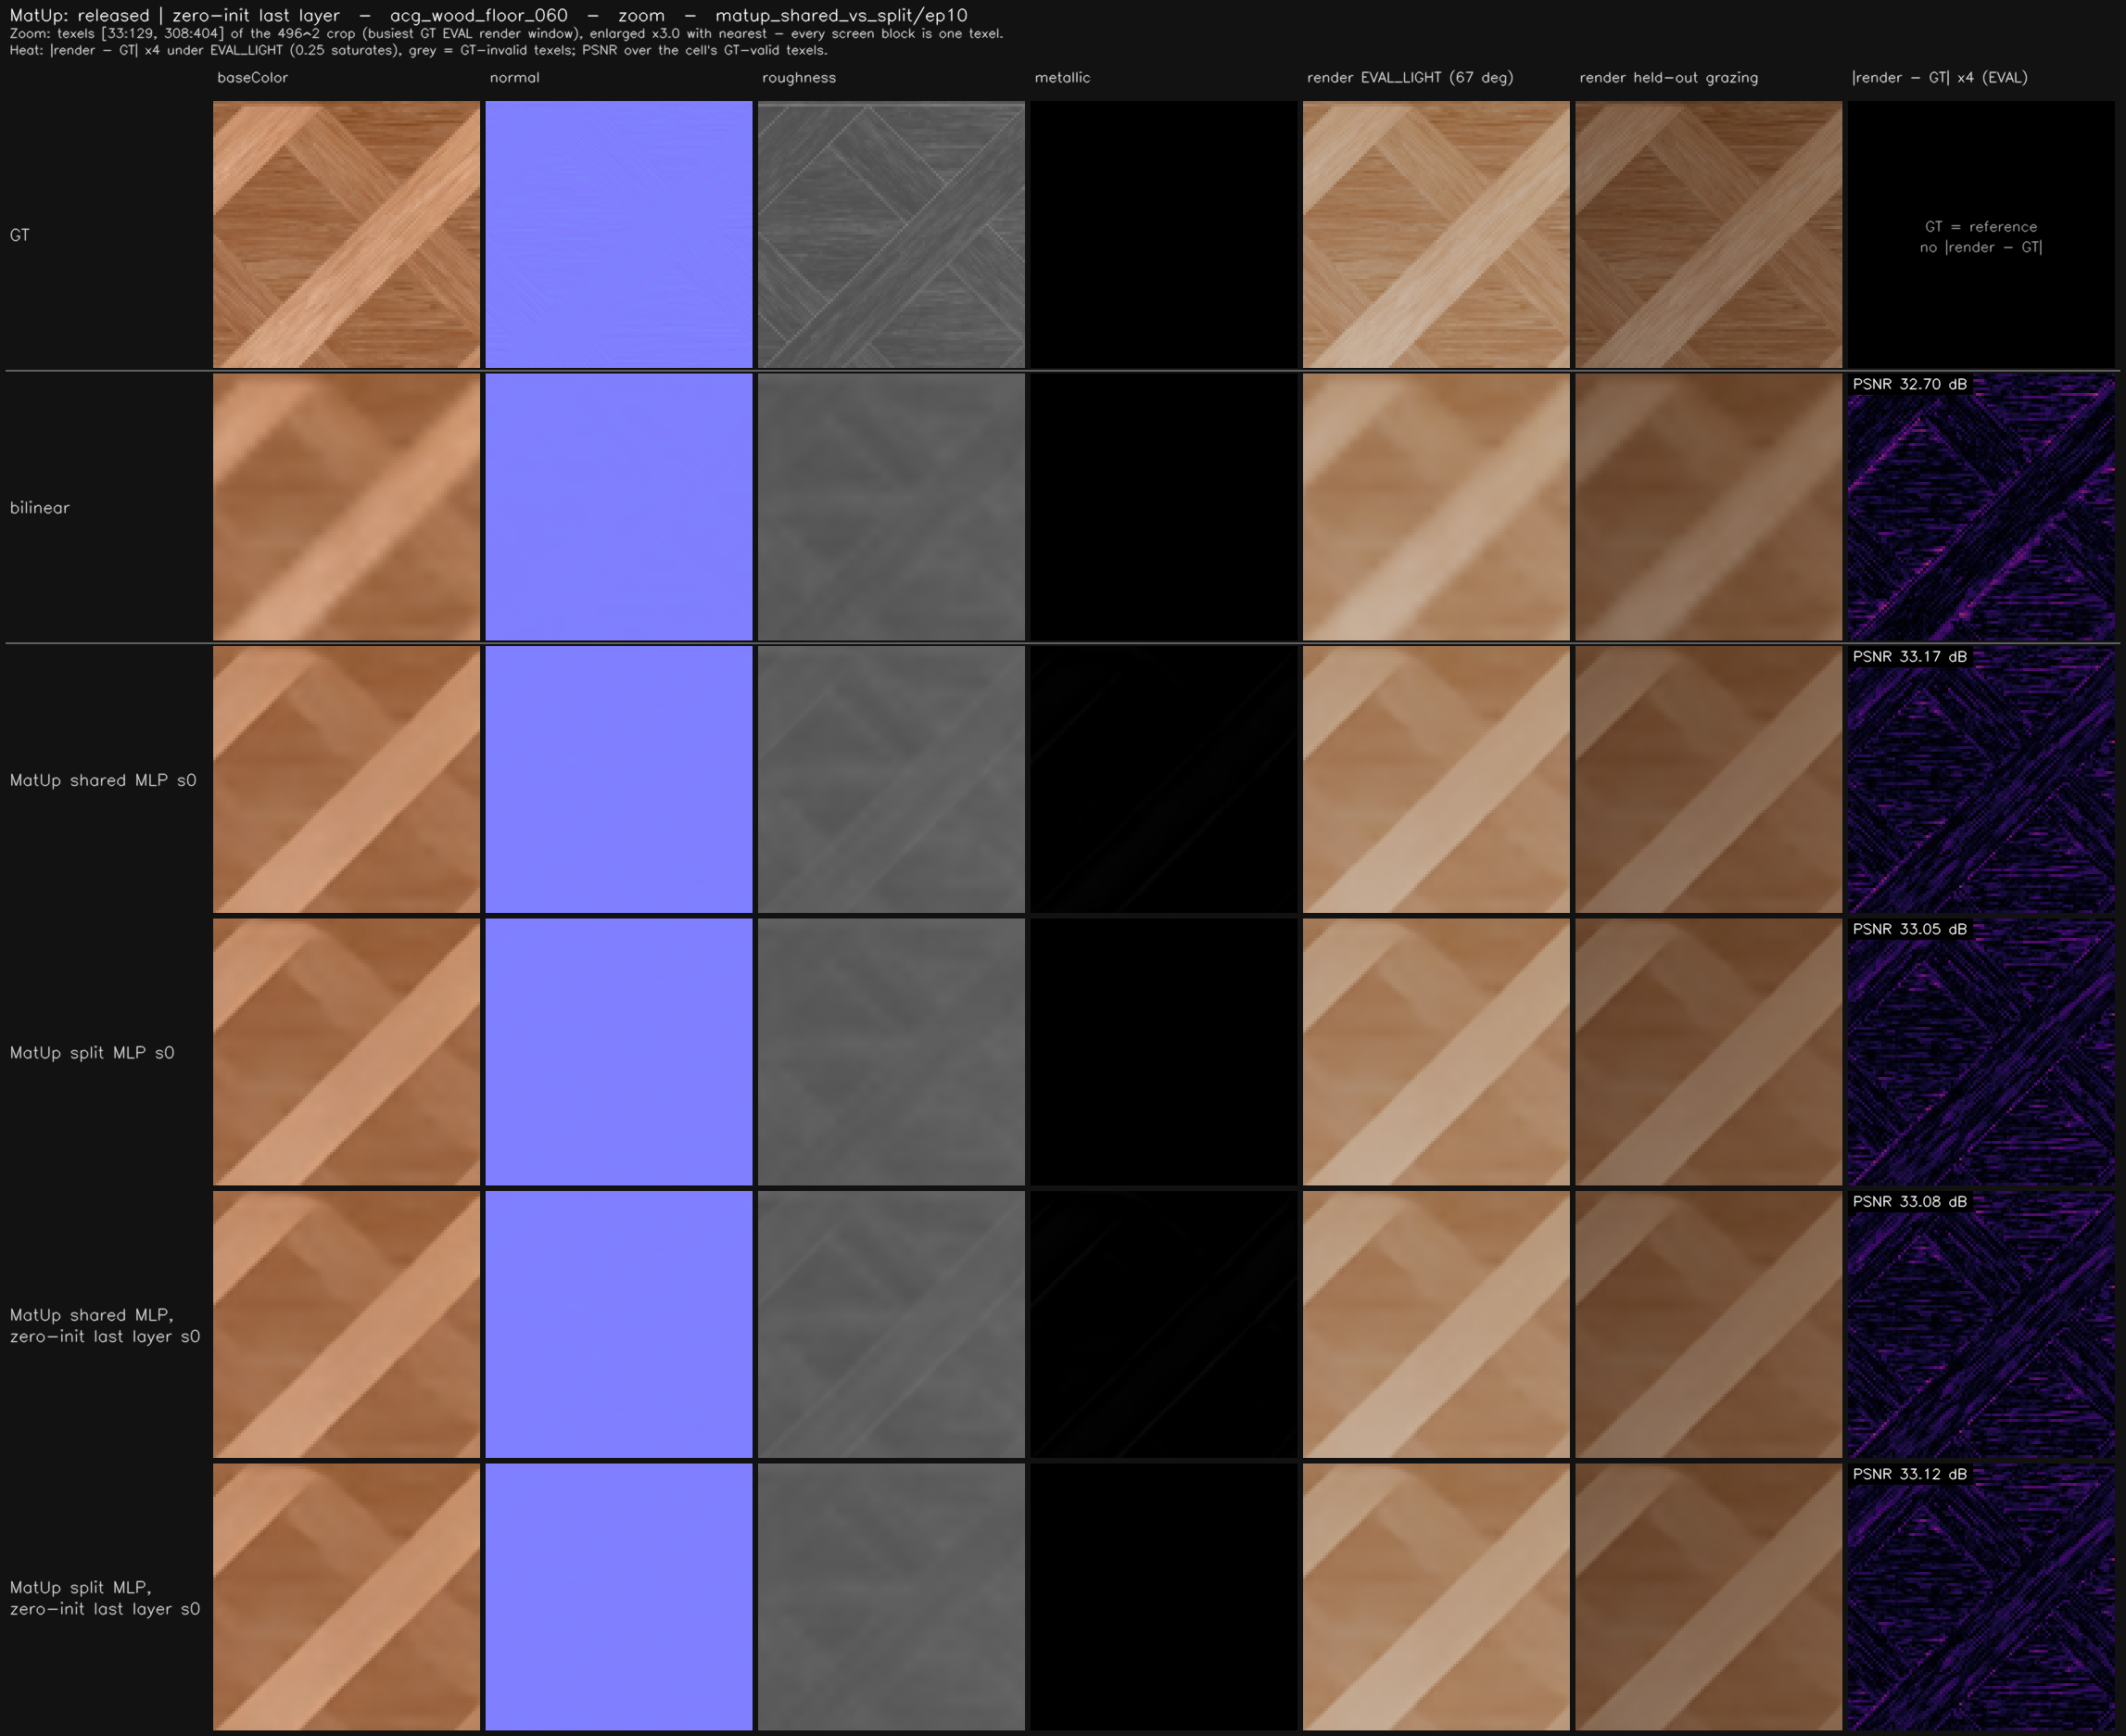 MatUp: released | zero-init last layer — acg_wood_floor_060 — zoom — matup_shared_vs_split/ep10
Zoom: texels [33:129, 308:404] of the 496^2 crop (busiest GT EVAL render window), enlarged x3.0 with nearest — every screen block is one texel.
Heat: |render − GT| x4 under EVAL_LIGHT (0.25 saturates), grey = GT-invalid texels; PSNR over the cell's GT-valid texels.
baseColor normal roughness metallic render EVAL_LIGHT (67 deg) render held-out grazing |render − GT| x4 (EVAL)
GT
GT = reference
no |render − GT|
bilinear
PSNR 32.70 dB
MatUp shared MLP s0
PSNR 33.17 dB
MatUp split MLP s0
PSNR 33.05 dB
MatUp shared MLP,
zero-init last layer s0
PSNR 33.08 dB
MatUp split MLP,
zero-init last layer s0
PSNR 33.12 dB